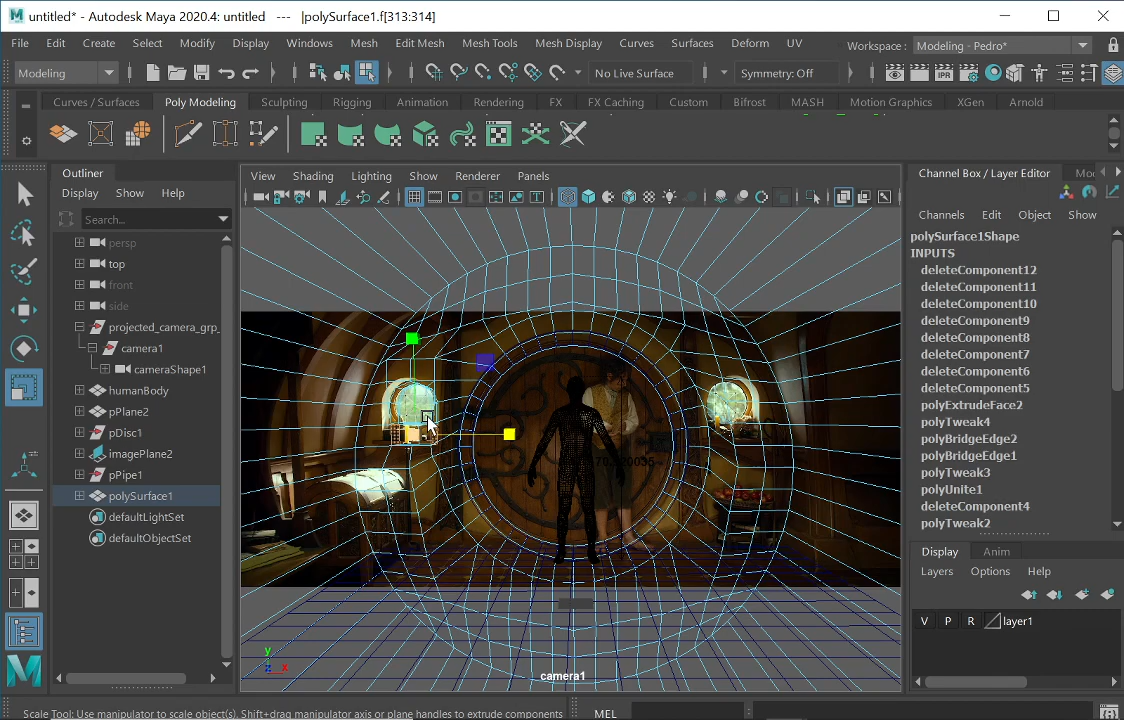 untitled* - Autodesk Maya 2020.4: untitled --- |polySurface1.f[313:314]
File Edit Create Select Modify Display Windows Mesh Edit Mesh Mesh Tools Mesh Display Curves Surfaces Deform UV Workspace : Modeling - Pedro*
Modeling No Live Surface Symmetry: Off IPR
Curves / Surfaces Poly Modeling Sculpting Rigging Animation Rendering FX FX Caching Custom Bifrost MASH Motion Graphics XGen Arnold
Outliner
Display Show Help
Search...
persp
top
front
side
projected_camera_grp_
camera1
cameraShape1
humanBody
pPlane2
pDisc1
imagePlane2
pPipe1
polySurface1
defaultLightSet
defaultObjectSet
View Shading Lighting Show Renderer Panels
y
z x
camera1
Channel Box / Layer Editor
Channels Edit Object Show
polySurface1Shape
INPUTS
deleteComponent12
deleteComponent11
deleteComponent10
deleteComponent9
deleteComponent8
deleteComponent7
deleteComponent6
deleteComponent5
polyExtrudeFace2
polyTweak4
polyBridgeEdge2
polyBridgeEdge1
polyTweak3
polyUnite1
deleteComponent4
polyTweak2
Display Anim
Layers Options Help
V P R layer1
Scale Tool: Use manipulator to scale object(s). Shift+drag manipulator axis or plane handles to extrude components
MEL